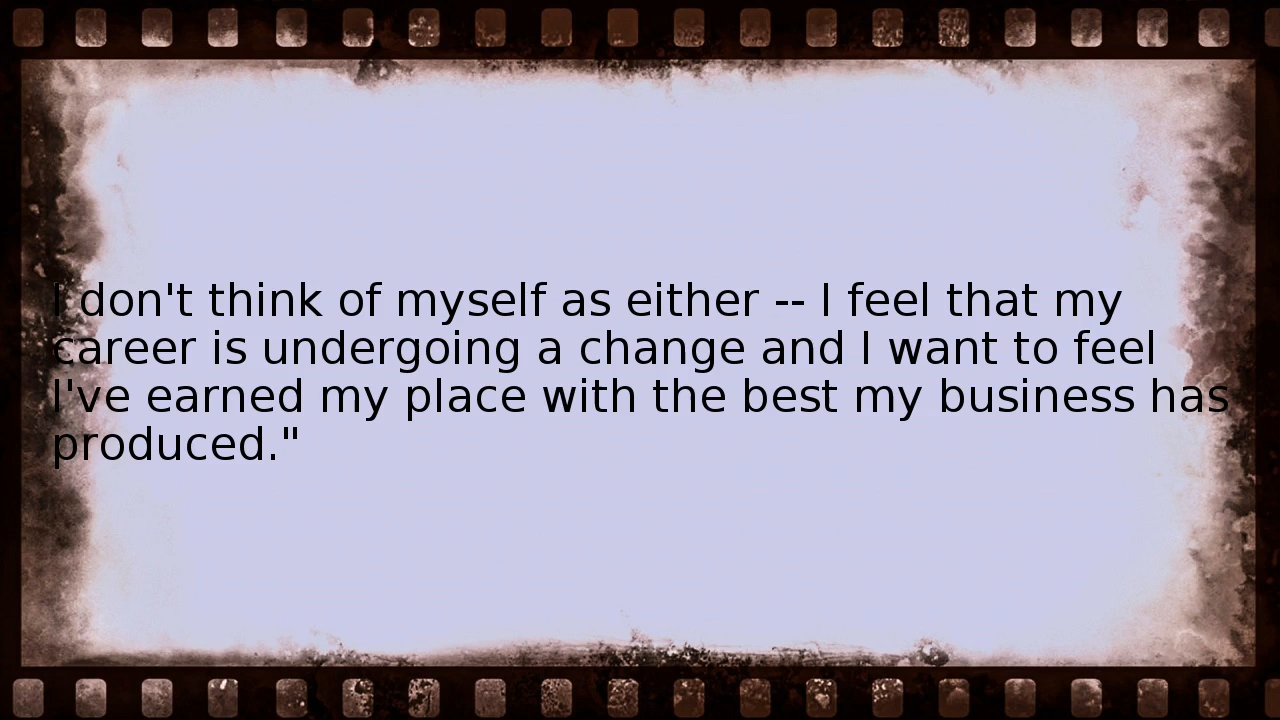 I don't think of myself as either -- I feel that my
career is undergoing a change and I want to feel
I've earned my place with the best my business has
produced."